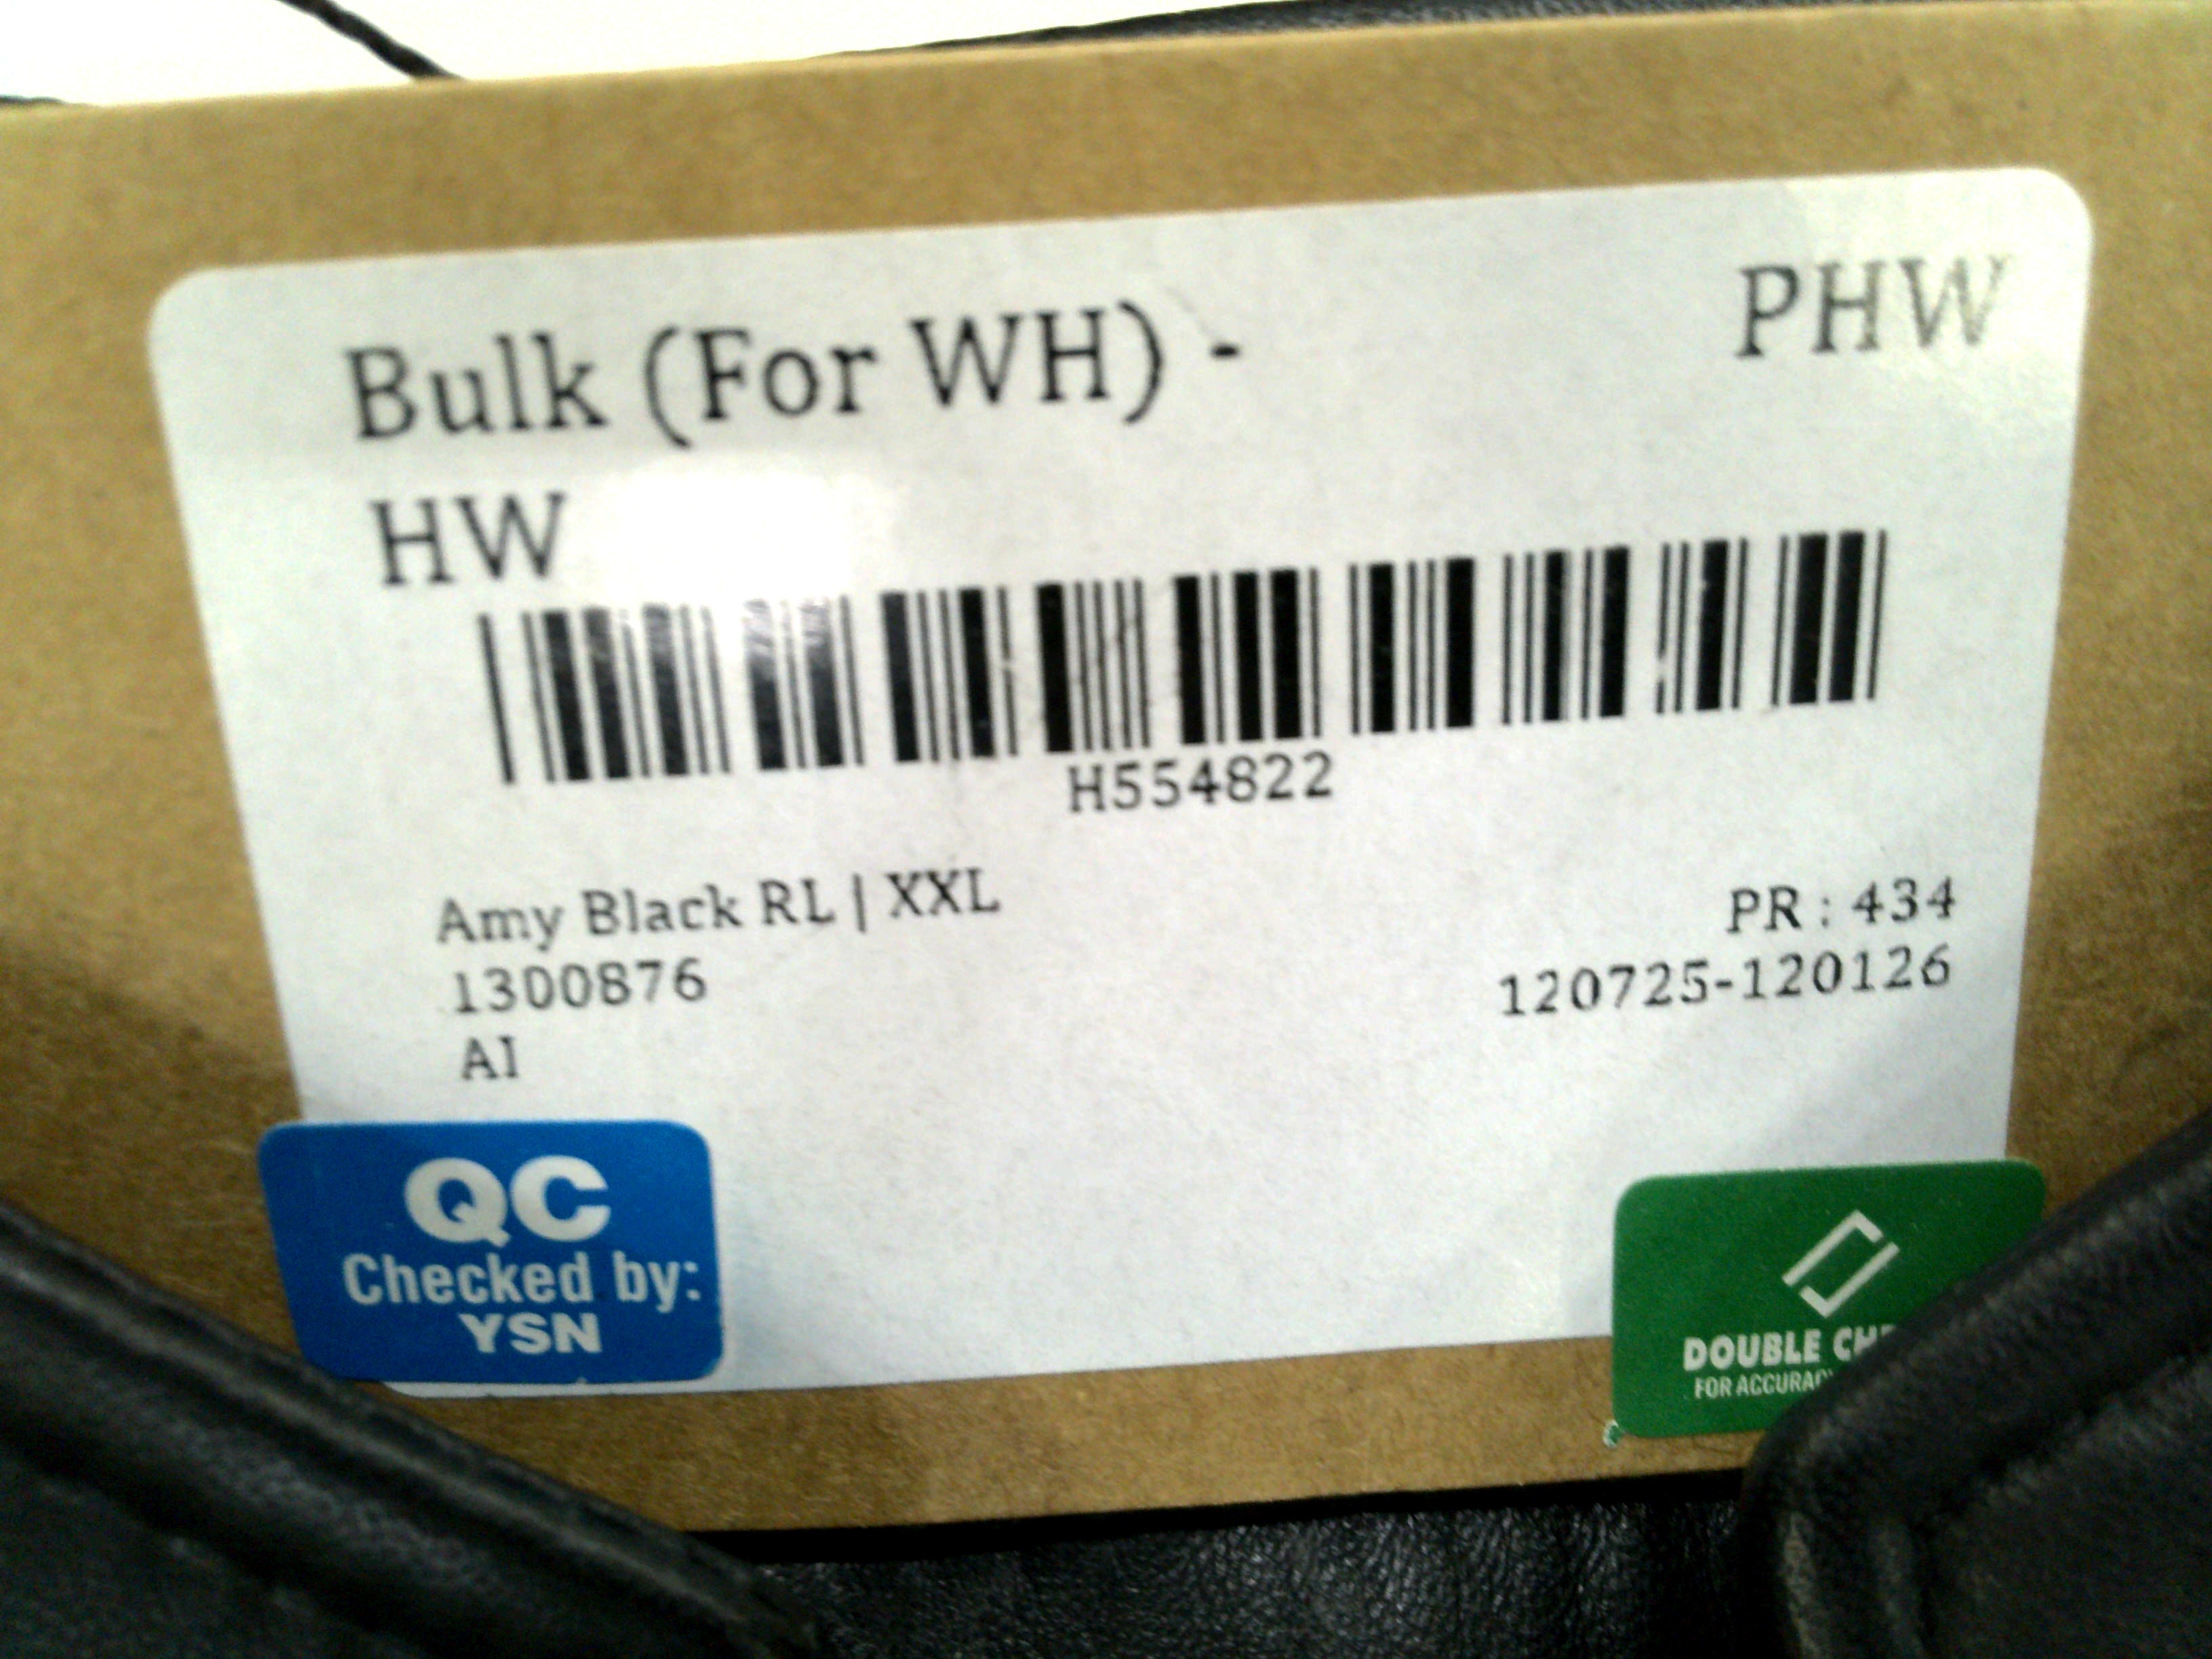 Bulk (For WH) - PHW
HW
H554822
Amy Black RL | XXL
PR : 434
1300876
120725-120126
AI
QC
Checked by:
YSN
DOUBLE
FOR